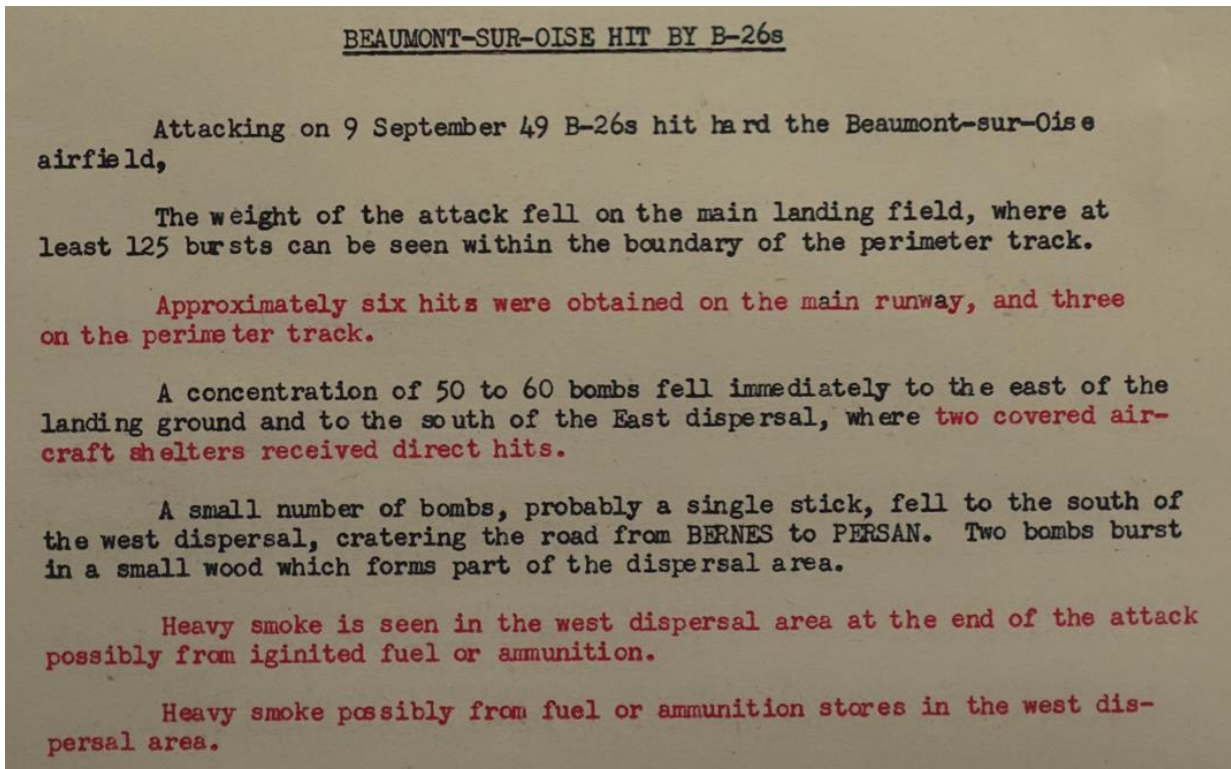 BEAUMONT-SUR-OISE HIT BY B-26s
Attacking on 9 September 49 B-26s hit hard the Beaumont-sur-Oise
airfield,
The weight of the attack fell on the main landing field, where at
least 125 bursts can be seen within the boundary of the perimeter track.
Approximately six hits were obtained on the main runway, and three
on the perimeter track.
A concentration of 50 to 60 bombs fell immediately to the east of the
landing ground and to the south of the East dispersal, where two covered air-
craft shelters received direct hits.
A small number of bombs, probably a single stick, fell to the south of
the west dispersal, cratering the road from BERNES to PERSAN. Two bombs burst
in a small wood which forms part of the dispersal area.
Heavy smoke is seen in the west dispersal area at the end of the attack
possibly from iginited fuel or ammunition.
Heavy smoke possibly from fuel or ammunition stores in the west dis-
persal area.